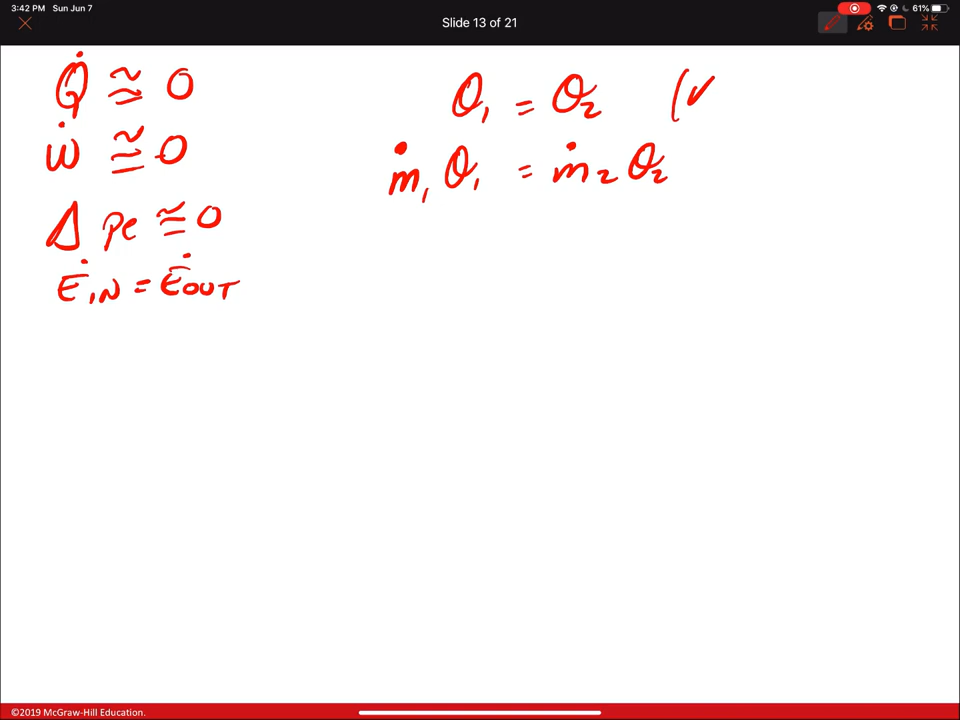 3:42 PM Sun Jun 7
61%
Slide 13 of 21
Q̇ ≅ 0
ẇ ≅ 0
Δ pe ≅ 0
Ė IN = Ė OUT
θ₁ = θ₂ (
ṁ₁ θ₁ = ṁ₂ θ₂
©2019 McGraw-Hill Education.